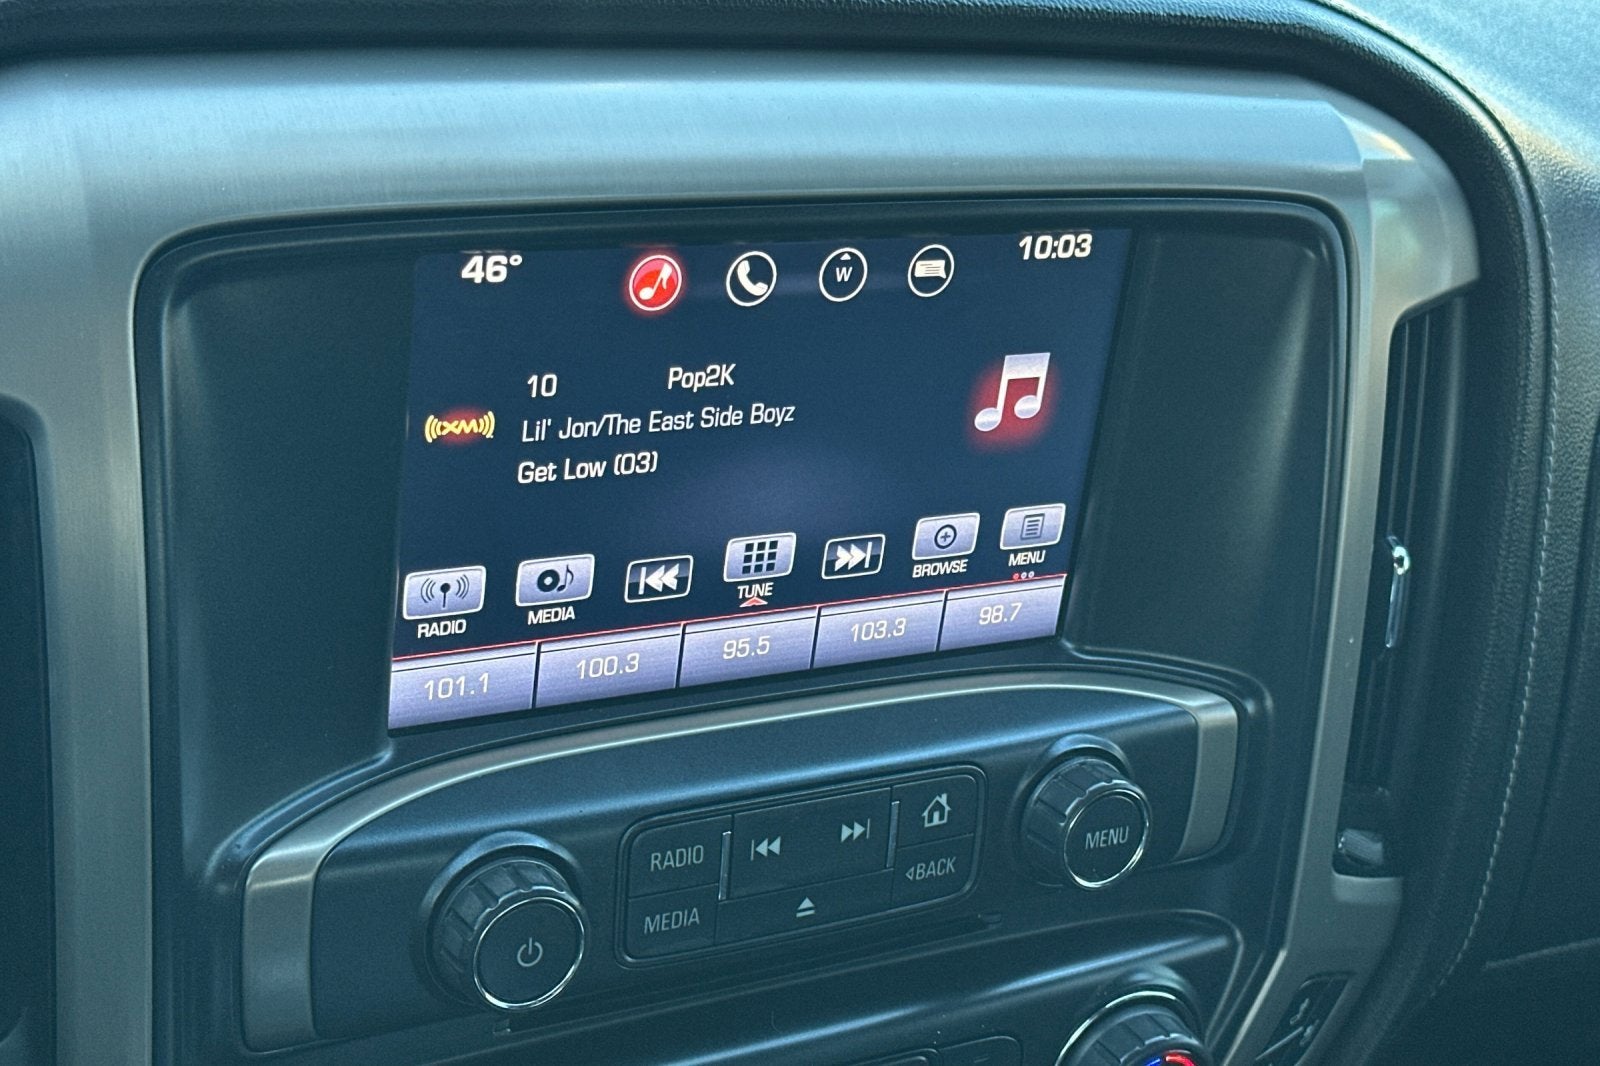 46° W 10:03
10 Pop2K
((XM))
Lil' Jon/The East Side Boyz
Get Low (03)
RADIO MEDIA TUNE BROWSE MENU
101.1 100.3 95.5 103.3 98.7
RADIO
MEDIA
◃BACK
MENU